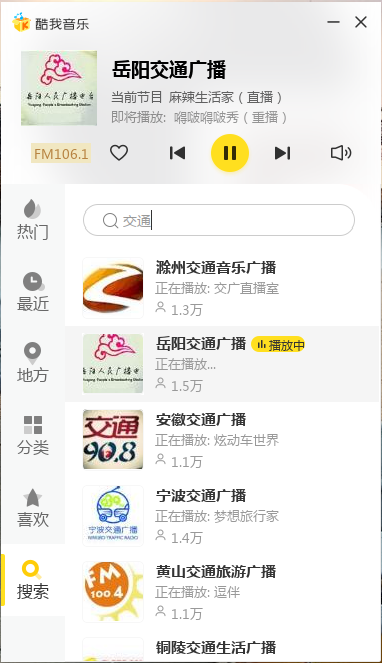 酷我音乐
岳阳交通广播
当前节目 麻辣生活家（直播）
即将播放: 嘚啵嘚啵秀（重播）
岳阳人民广播电台
FM106.1
热门
最近
地方
分类
喜欢
搜索
交通
滁州交通音乐广播
正在播放: 交广直播室
1.3万
岳阳交通广播 播放中
正在播放...
1.5万
岳阳人民广播电台
安徽交通广播
正在播放: 炫动车世界
1.1万
交通
90.8
宁波交通广播
正在播放: 梦想旅行家
1.4万
宁波交通广播
NINGBO TRAFFIC RADIO
黄山交通旅游广播
正在播放: 逗伴
1.1万
FM
100.4
铜陵交通生活广播